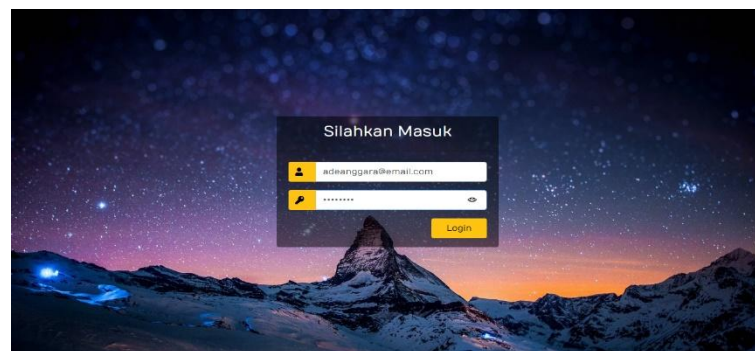 Silahkan Masuk
adeanggara@email.com
••••••••
Login